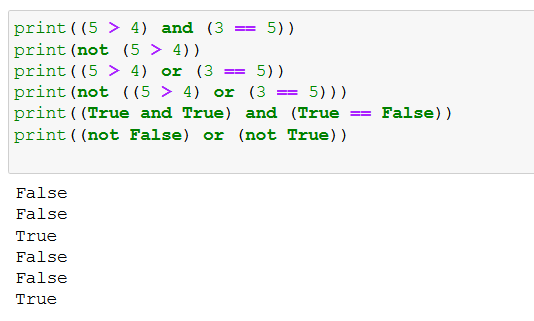 print((5 > 4) and (3 == 5))
print(not (5 > 4))
print((5 > 4) or (3 == 5))
print(not ((5 > 4) or (3 == 5)))
print((True and True) and (True == False))
print((not False) or (not True))
False
False
True
False
False
True